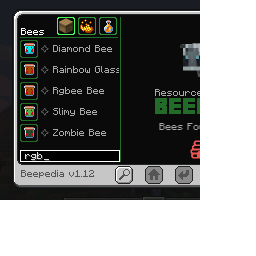 Bees
Diamond Bee
Rainbow Glass
Rgbee Bee
Slimy Bee
Zombie Bee
rgb_
Resource
BEE
Bees Fo
Beepedia v1.12